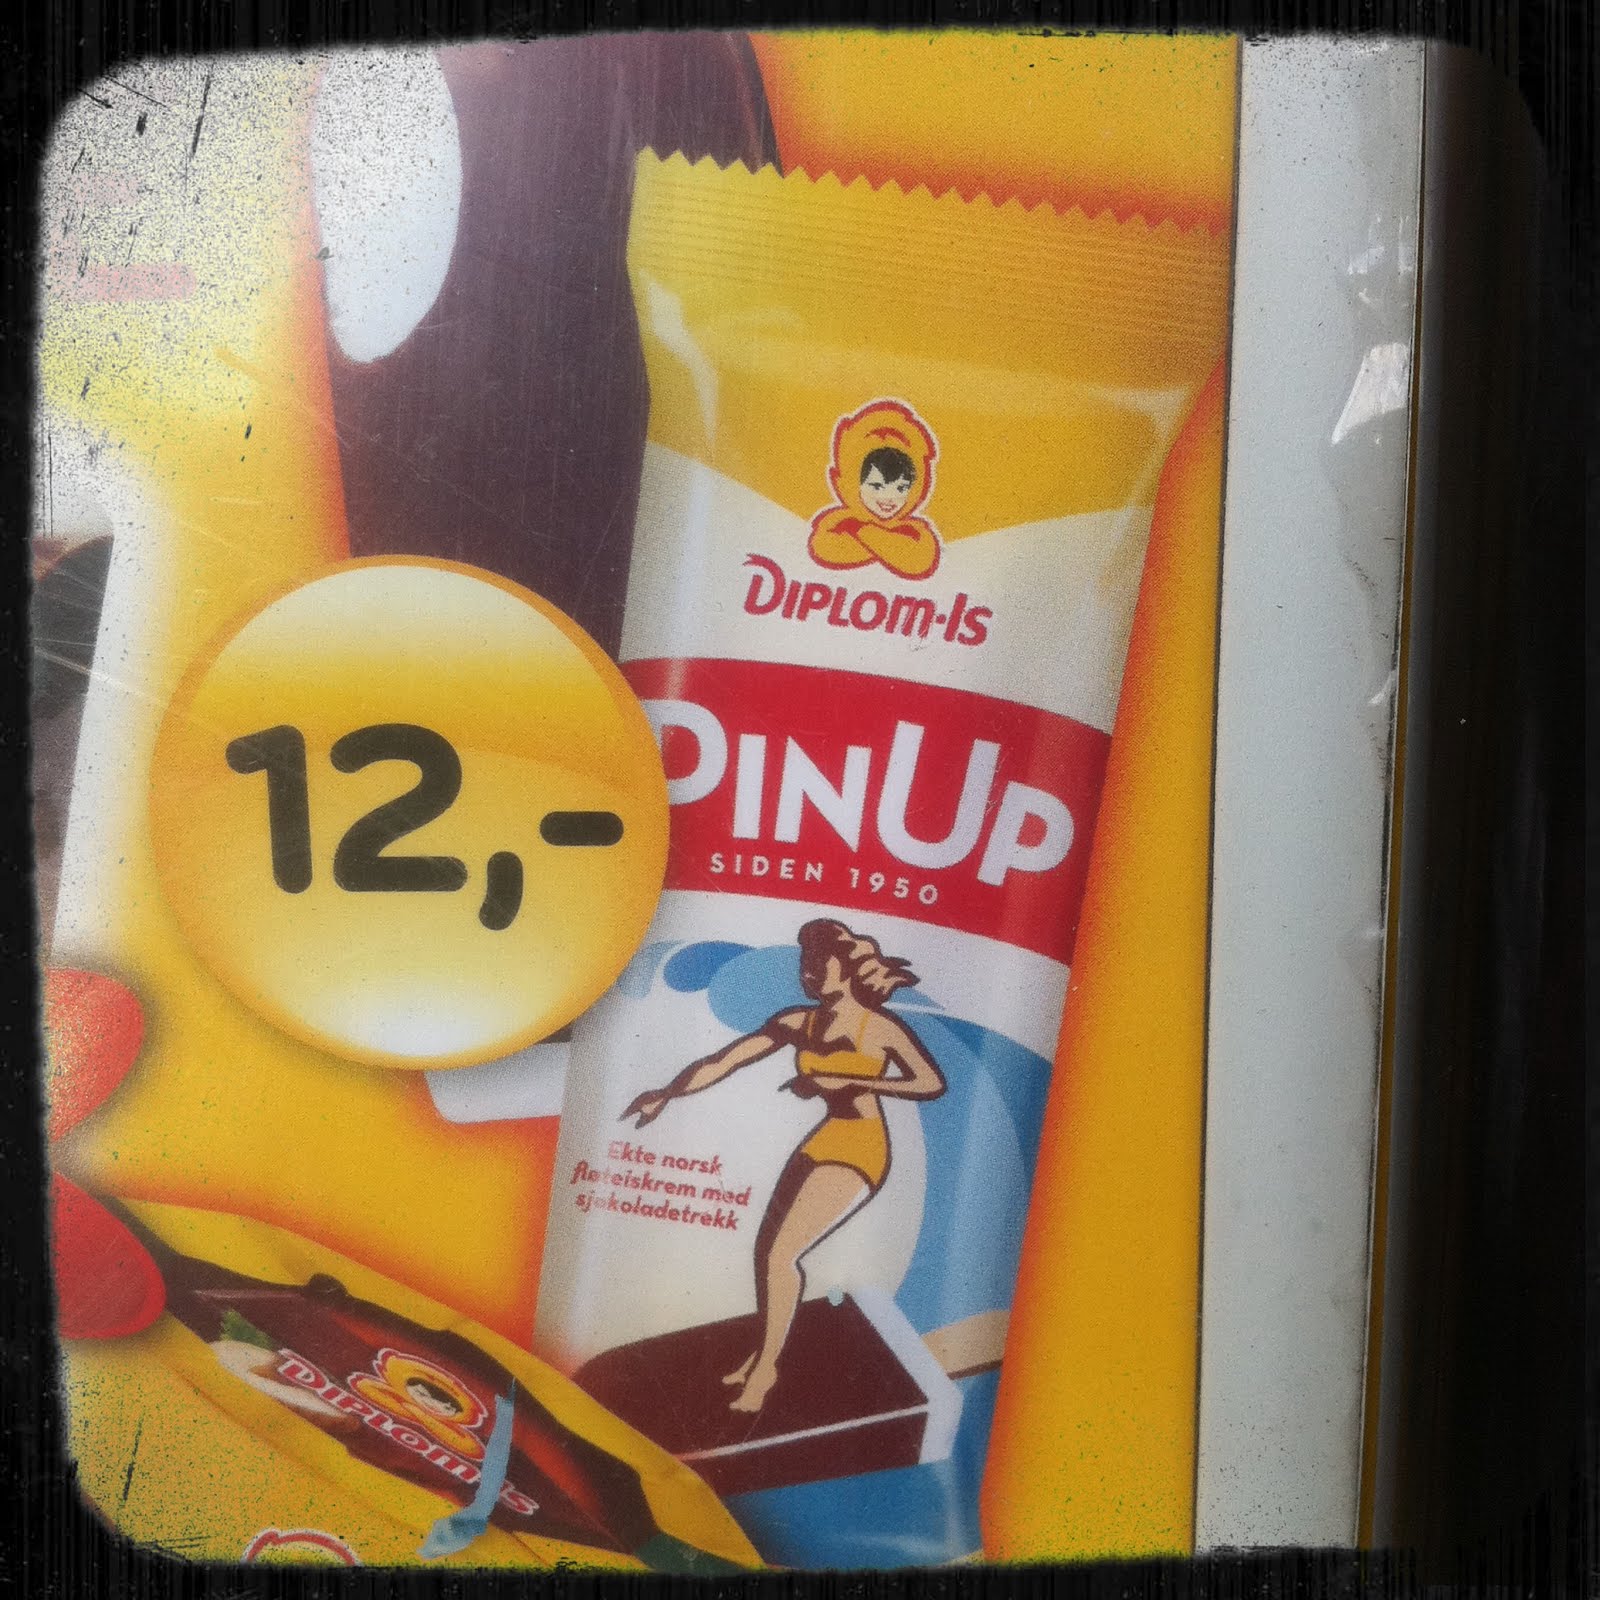 DIPLOM-IS
12,-
PINUP
SIDEN 1950
Ekte norsk
fløteiskrem med
sjokoladetrekk
DIPLOM-IS